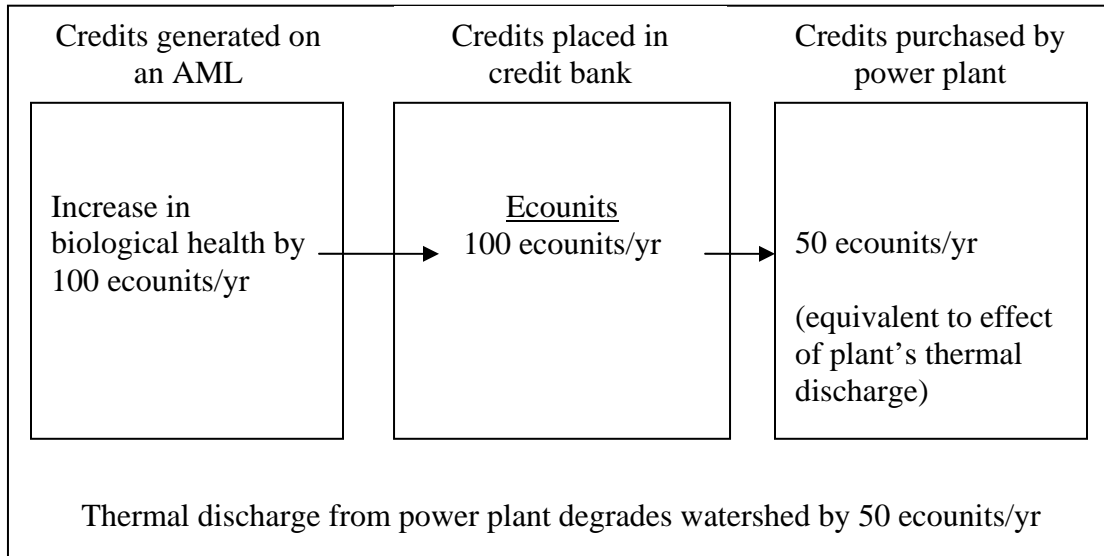 Credits generated on
an AML
Increase in
biological health by
100 ecounits/yr
Credits placed in
credit bank
Ecounits
100 ecounits/yr
Credits purchased by
power plant
50 ecounits/yr
(equivalent to effect
of plant’s thermal
discharge)
Thermal discharge from power plant degrades watershed by 50 ecounits/yr